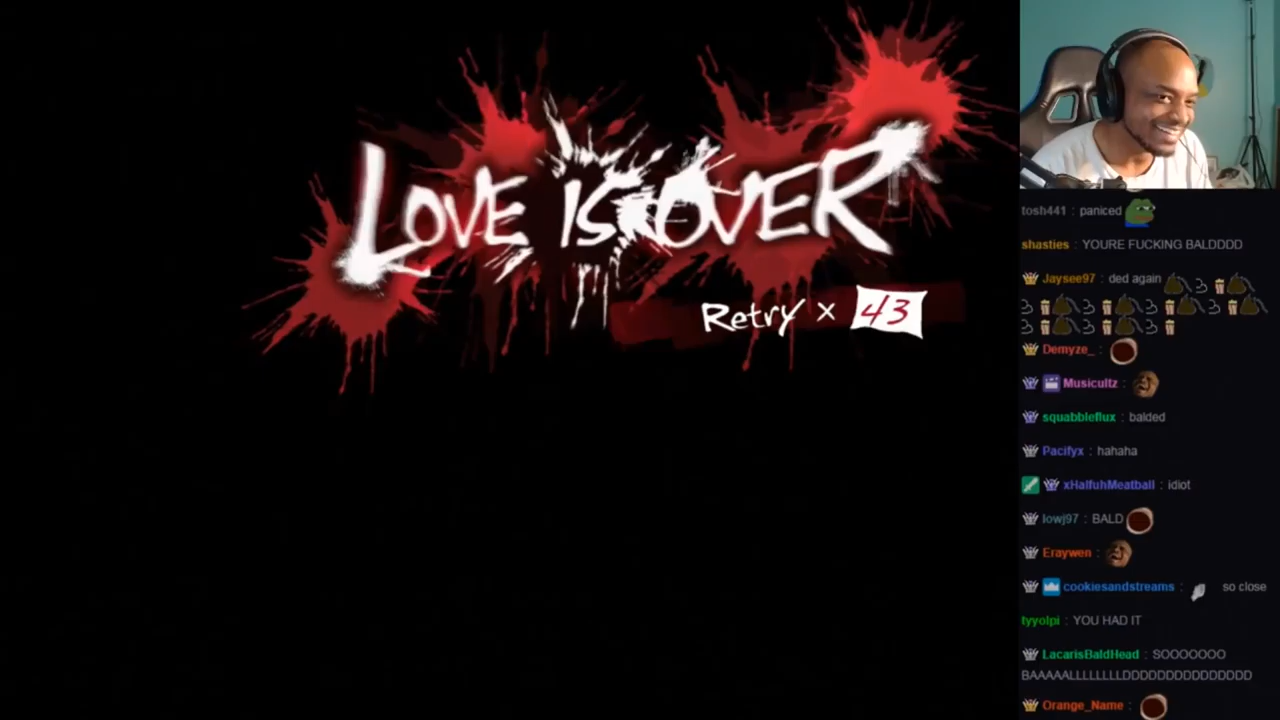 LOVE IS OVER
Retry × 43
tosh441 : paniced
shasties : YOURE FUCKING BALDDDD
Jaysee97 : ded again
Demyze_ :
Musicultz :
squabbleflux : balded
Pacifyx : hahaha
xHalfuhMeatball : idiot
lowj97 : BALD
Eraywen :
cookiesandstreams : so close
tyyolpi : YOU HAD IT
LacarisBaldHead : SOOOOOOO
BAAAAALLLLLLLLDDDDDDDDDDDDDDD
Orange_Name :